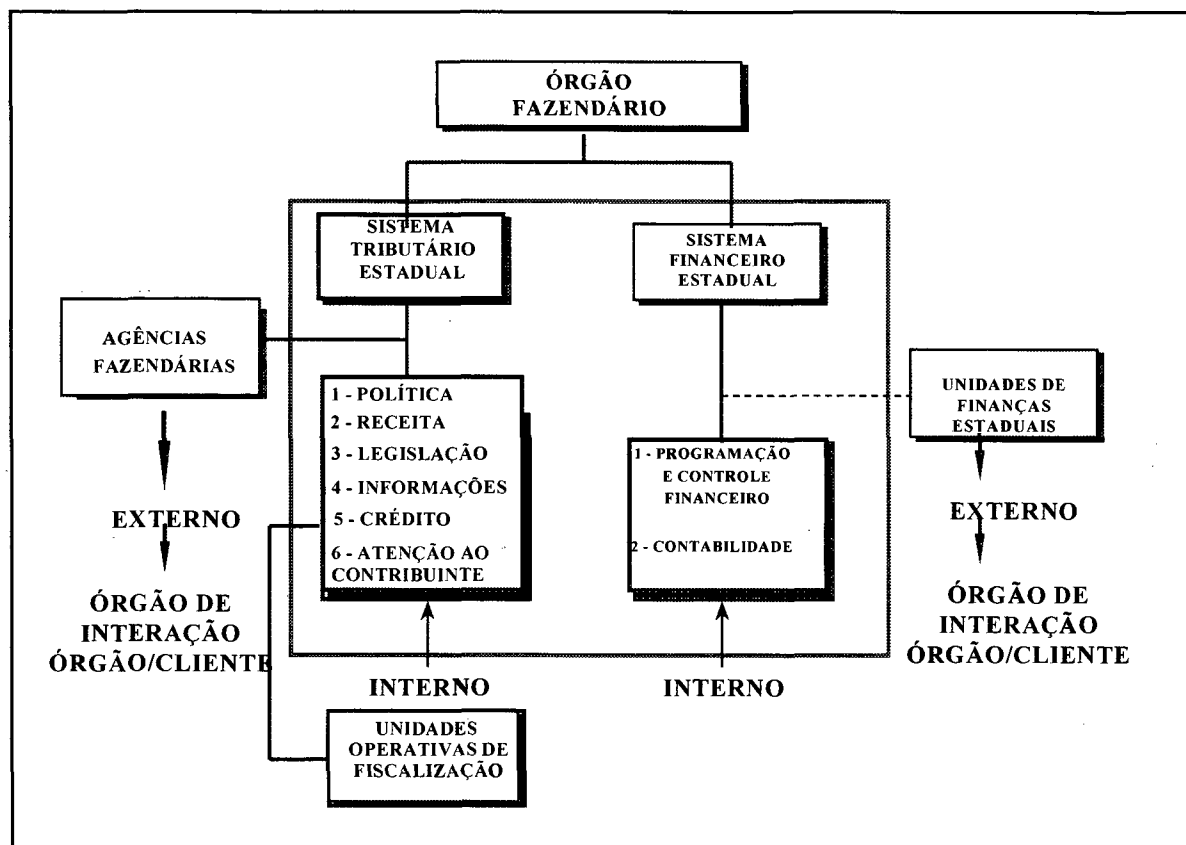 ÓRGÃO
FAZENDÁRIO
SISTEMA
TRIBUTÁRIO
ESTADUAL
SISTEMA
FINANCEIRO
ESTADUAL
AGÊNCIAS
FAZENDÁRIAS
1 - POLÍTICA
2 - RECEITA
3 - LEGISLAÇÃO
4 - INFORMAÇÕES
5 - CRÉDITO
6 - ATENÇÃO AO
CONTRIBUINTE
1 - PROGRAMAÇÃO
E CONTROLE
FINANCEIRO
2 - CONTABILIDADE
UNIDADES DE
FINANÇAS
ESTADUAIS
EXTERNO
ÓRGÃO DE
INTERAÇÃO
ÓRGÃO/CLIENTE
EXTERNO
ÓRGÃO DE
INTERAÇÃO
ÓRGÃO/CLIENTE
INTERNO
INTERNO
UNIDADES
OPERATIVAS DE
FISCALIZAÇÃO